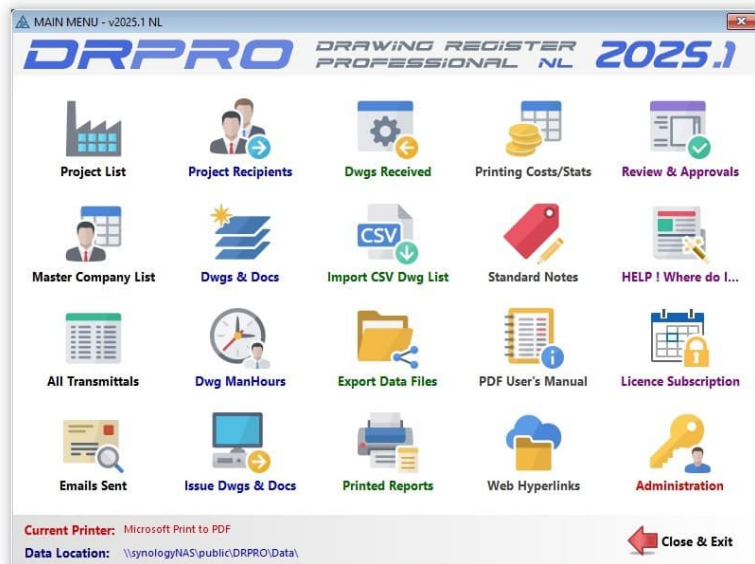 MAIN MENU - v2025.1 NL
DRPRO DRAWING REGISTER PROFESSIONAL NL 2025.1
Project List
Project Recipients
Dwgs Received
Printing Costs/Stats
Review & Approvals
Master Company List
Dwgs & Docs
CSV
Import CSV Dwg List
Standard Notes
HELP ! Where do I...
All Transmittals
Dwg ManHours
Export Data Files
PDF User's Manual
Licence Subscription
Emails Sent
Issue Dwgs & Docs
Printed Reports
Web Hyperlinks
Administration
Current Printer: Microsoft Print to PDF
Data Location: \\synologyNAS\public\DRPRO\Data\
Close & Exit